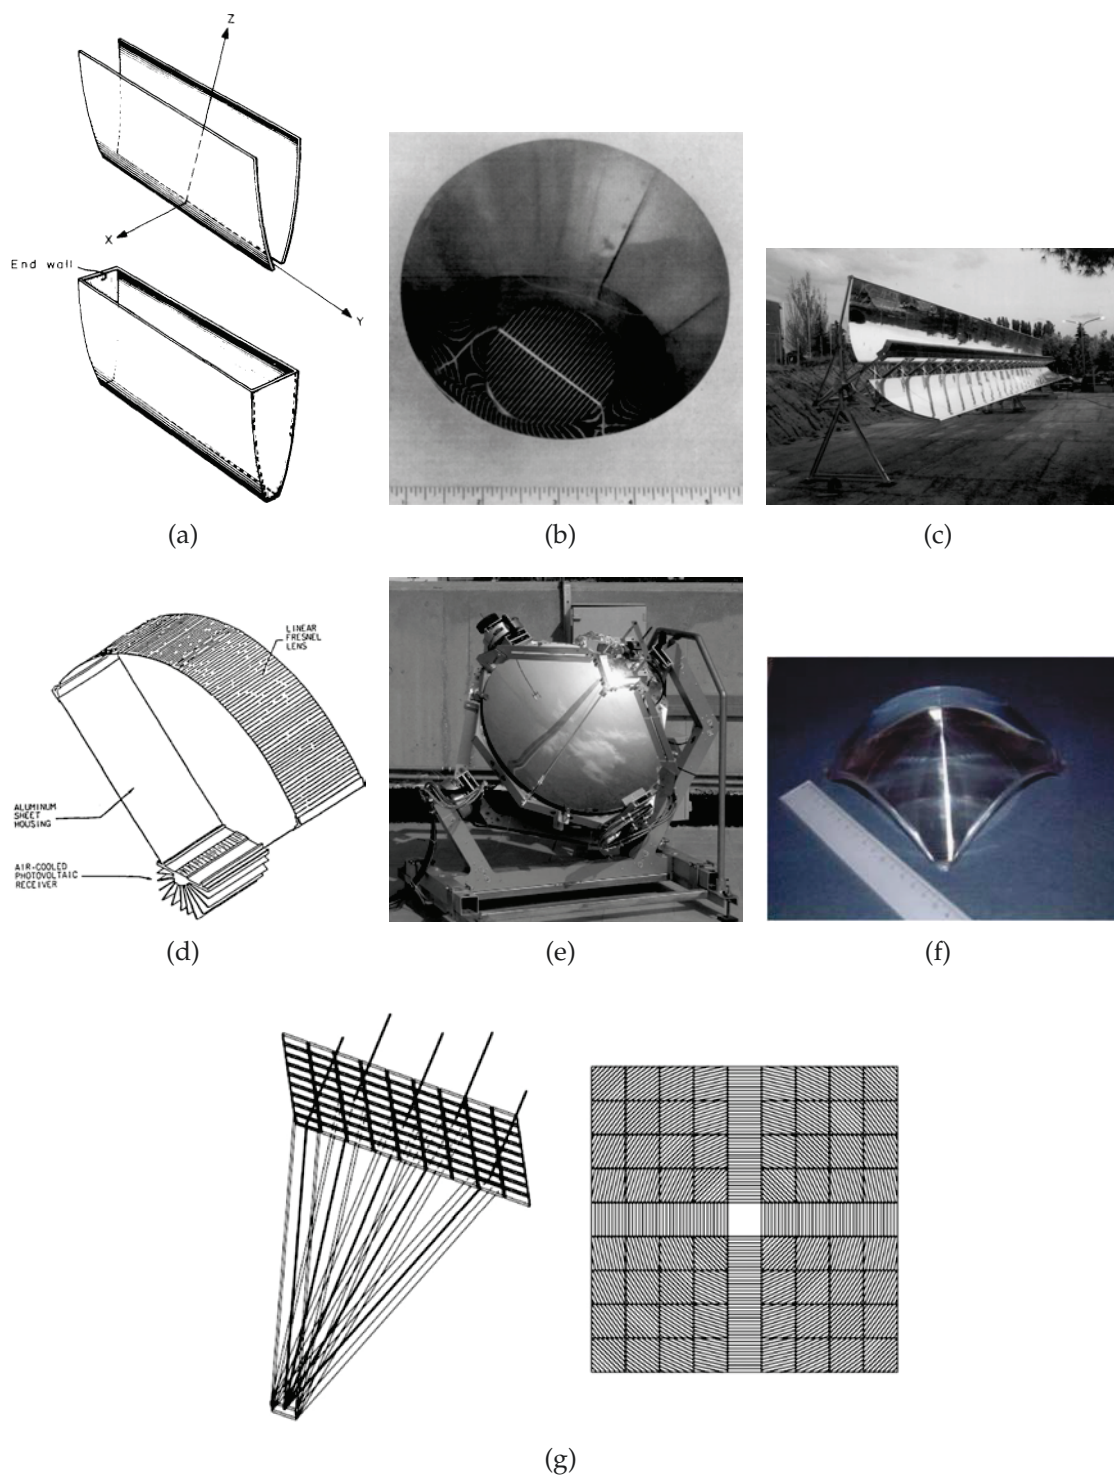 Z
X
End wall
Y
(a)
(b)
(c)
LINEAR
FRESNEL
LENS
ALUMINUM
SHEET
HOUSING
AIR-COOLED
PHOTOVOLTAIC
RECEIVER
(d)
(e)
(f)
(g)